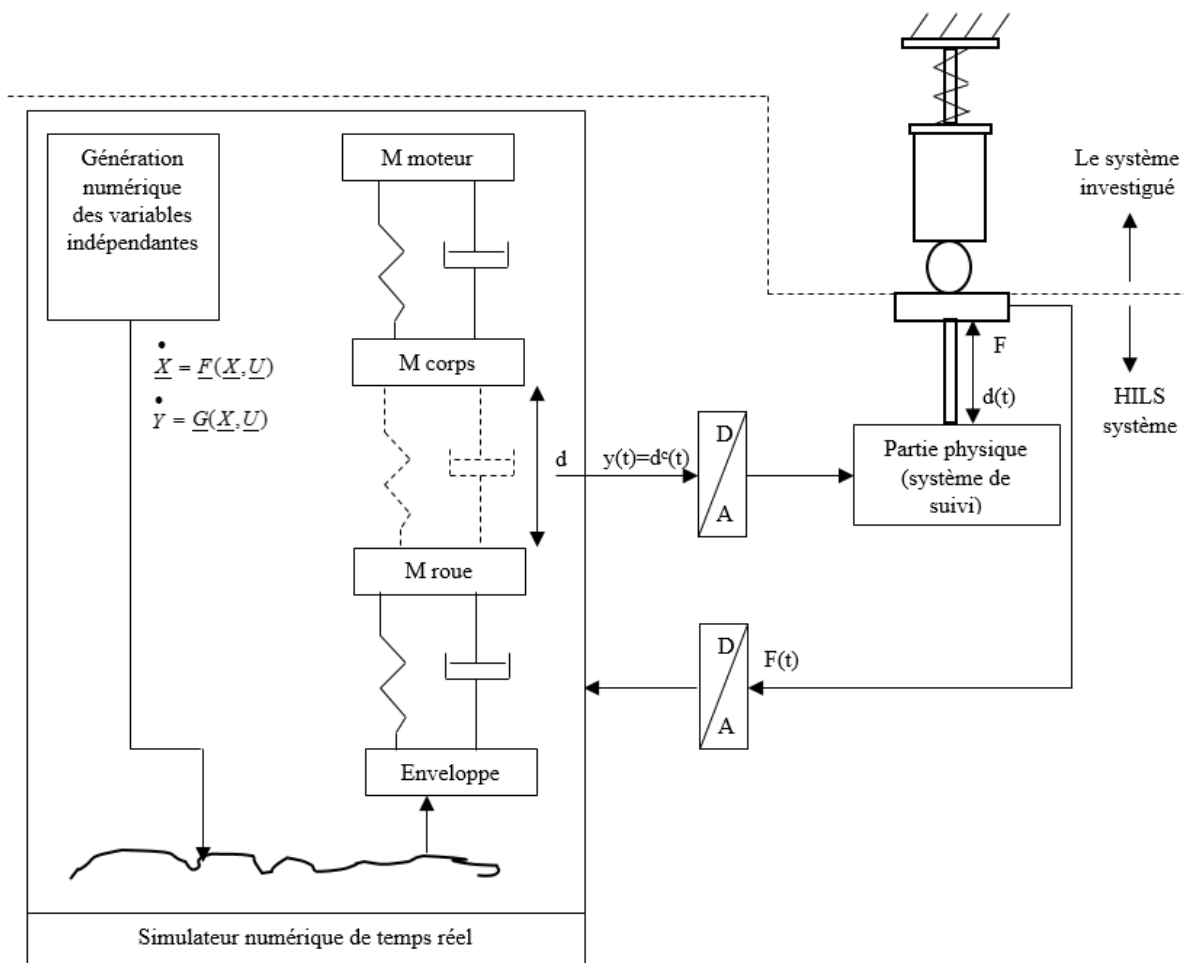 Génération
numérique
des variables
indépendantes
Ẋ = F(X,U)
Ẏ = G(X,U)
M moteur
M corps
d
M roue
Enveloppe
Simulateur numérique de temps réel
y(t)=dᶜ(t)
D
A
F(t)
D
A
Partie physique
(système de
suivi)
F
d(t)
Le système
investigué
HILS
système